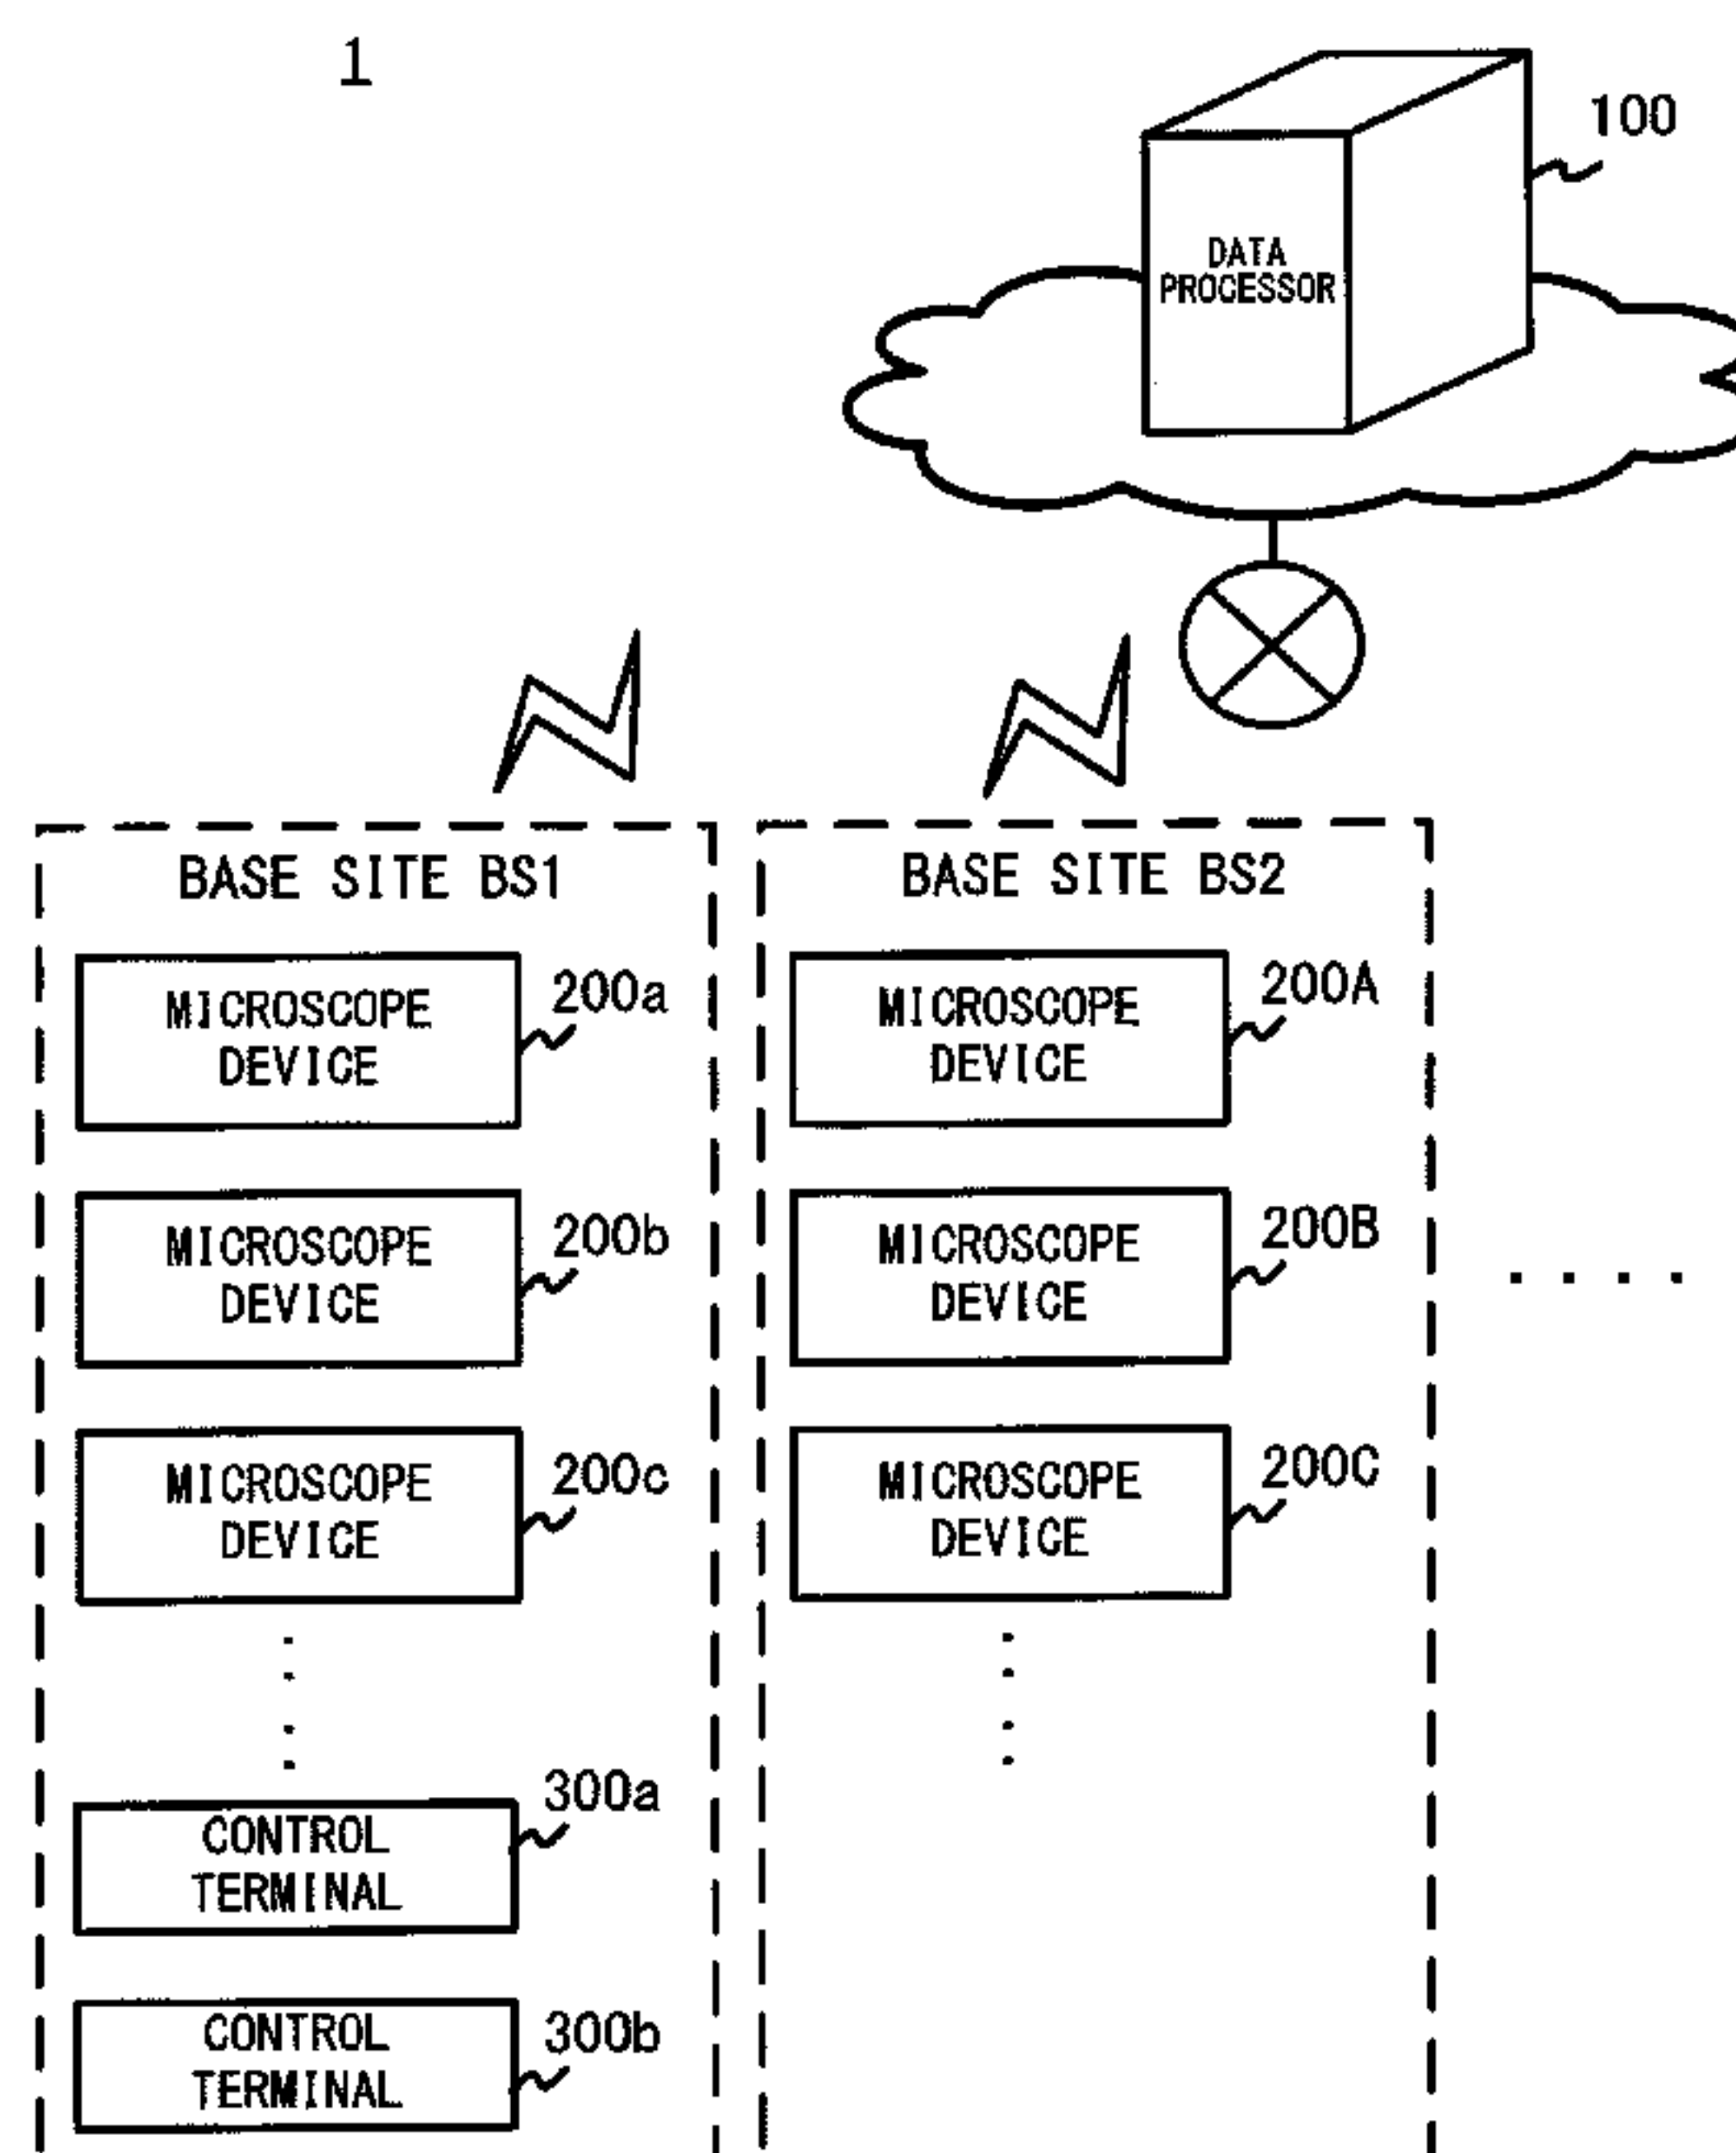 1
100
DATA
PROCESSOR
BASE SITE BS1
MICROSCOPE
DEVICE
200a
MICROSCOPE
DEVICE
200b
MICROSCOPE
DEVICE
200c
CONTROL
TERMINAL
300a
CONTROL
TERMINAL
300b
BASE SITE BS2
MICROSCOPE
DEVICE
200A
MICROSCOPE
DEVICE
200B
MICROSCOPE
DEVICE
200C